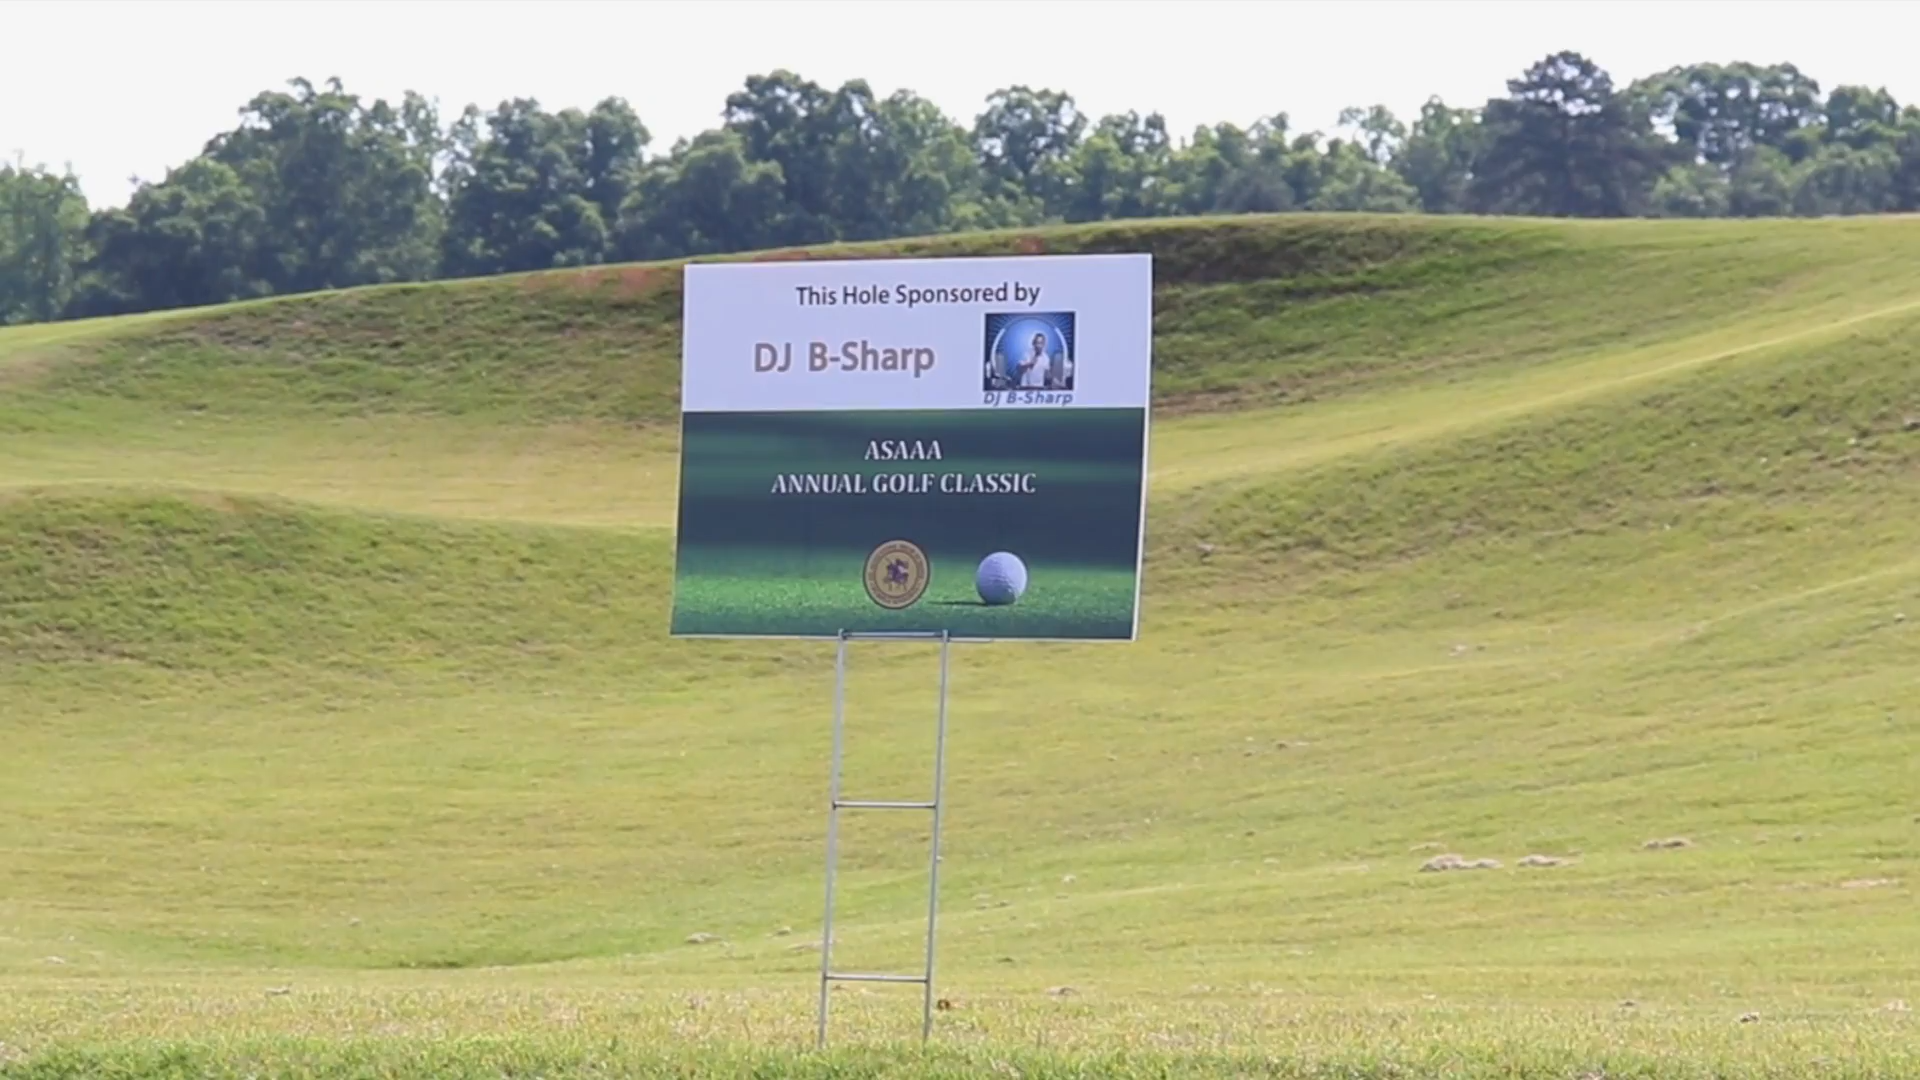 This Hole Sponsored by
DJ B-Sharp
DJ B-Sharp
ASAAA
ANNUAL GOLF CLASSIC